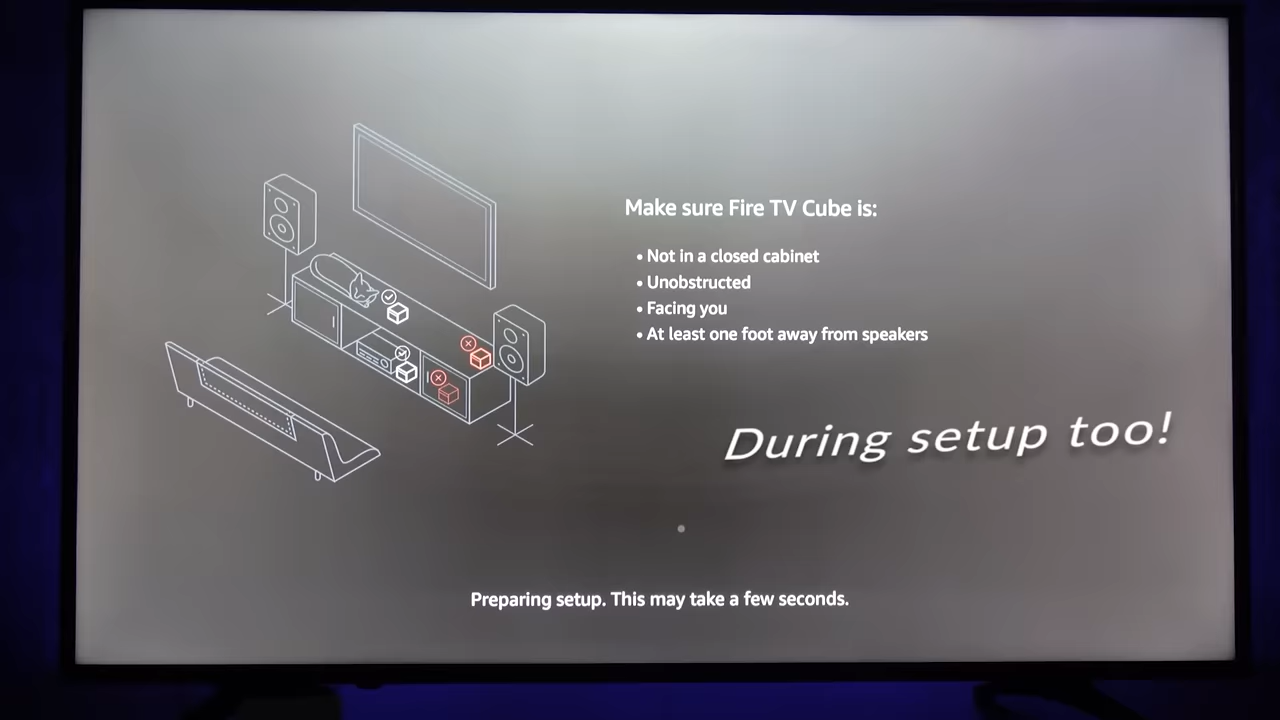 Make sure Fire TV Cube is:
• Not in a closed cabinet
• Unobstructed
• Facing you
• At least one foot away from speakers
During setup too!
Preparing setup. This may take a few seconds.